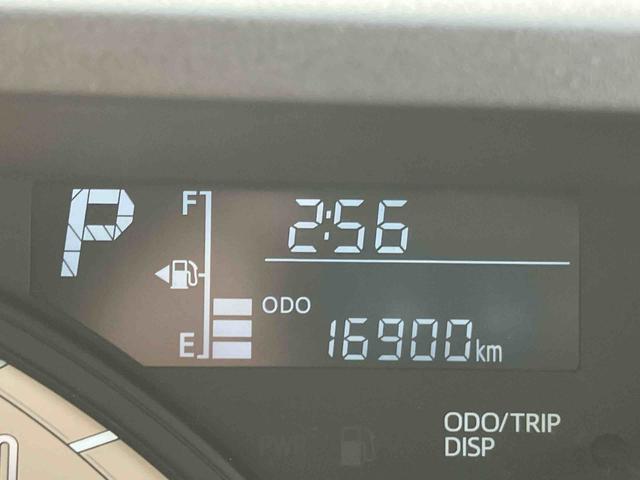 P
F
2:56
ODO
E
16900km
ODO/TRIP
DISP